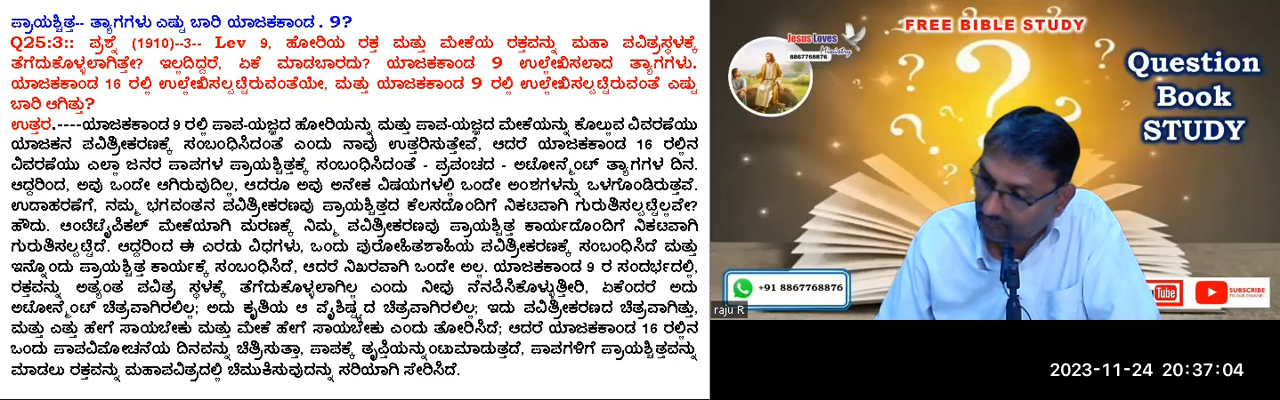 ಪ್ರಾಯಶ್ಚಿತ್ತ-- ತ್ಯಾಗಗಳು ಎಷ್ಟು ಬಾರಿ ಯಾಜಕಕಾಂಡ . 9?
Q25:3:: ಪ್ರಶ್ನೆ (1910)--3-- Lev 9, ಹೋರಿಯ ರಕ್ತ ಮತ್ತು ಮೇಕೆಯ ರಕ್ತವನ್ನು ಮಹಾ ಪವಿತ್ರಸ್ಥಳಕ್ಕೆ
ತೆಗೆದುಕೊಳ್ಳಲಾಗಿತ್ತೇ? ಇಲ್ಲದಿದ್ದರೆ, ಏಕೆ ಮಾಡಬಾರದು? ಯಾಜಕಕಾಂಡ 9 ಉಲ್ಲೇಖಿಸಲಾದ ತ್ಯಾಗಗಳು.
ಯಾಜಕಕಾಂಡ 16 ರಲ್ಲಿ ಉಲ್ಲೇಖಿಸಲ್ಪಟ್ಟಿರುವಂತೆಯೇ, ಮತ್ತು ಯಾಜಕಕಾಂಡ 9 ರಲ್ಲಿ ಉಲ್ಲೇಖಿಸಲ್ಪಟ್ಟಿರುವಂತೆ ಎಷ್ಟು
ಬಾರಿ ಆಗಿತ್ತು?
ಉತ್ತರ.----ಯಾಜಕಕಾಂಡ 9 ರಲ್ಲಿ ಪಾಪ-ಯಜ್ಞದ ಹೋರಿಯನ್ನು ಮತ್ತು ಪಾಪ-ಯಜ್ಞದ ಮೇಕೆಯನ್ನು ಕೊಲ್ಲುವ ವಿವರಣೆಯು
ಯಾಜಕನ ಪವಿತ್ರೀಕರಣಕ್ಕೆ ಸಂಬಂಧಿಸಿದಂತೆ ಎಂದು ನಾವು ಉತ್ತರಿಸುತ್ತೇವೆ, ಆದರೆ ಯಾಜಕಕಾಂಡ 16 ರಲ್ಲಿನ
ವಿವರಣೆಯು ಎಲ್ಲಾ ಜನರ ಪಾಪಗಳ ಪ್ರಾಯಶ್ಚಿತ್ತಕ್ಕೆ ಸಂಬಂಧಿಸಿದಂತೆ - ಪ್ರಪಂಚದ - ಅಟೋನ್ಮೆಂಟ್ ತ್ಯಾಗಗಳ ದಿನ.
ಆದ್ದರಿಂದ, ಅವು ಒಂದೇ ಆಗಿರುವುದಿಲ್ಲ, ಆದರೂ ಅವು ಅನೇಕ ವಿಷಯಗಳಲ್ಲಿ ಒಂದೇ ಅಂಶಗಳನ್ನು ಒಳಗೊಂಡಿರುತ್ತವೆ.
ಉದಾಹರಣೆಗೆ, ನಮ್ಮ ಭಗವಂತನ ಪವಿತ್ರೀಕರಣವು ಪ್ರಾಯಶ್ಚಿತ್ತದ ಕೆಲಸದೊಂದಿಗೆ ನಿಕಟವಾಗಿ ಗುರುತಿಸಲ್ಪಟ್ಟಿಲ್ಲವೇ?
ಹೌದು. ಆಂಟಿಟೈಪಿಕಲ್ ಮೇಕೆಯಾಗಿ ಮರಣಕ್ಕೆ ನಿಮ್ಮ ಪವಿತ್ರೀಕರಣವು ಪ್ರಾಯಶ್ಚಿತ್ತ ಕಾರ್ಯದೊಂದಿಗೆ ನಿಕಟವಾಗಿ
ಗುರುತಿಸಲ್ಪಟ್ಟಿದೆ. ಆದ್ದರಿಂದ ಈ ಎರಡು ವಿಧಗಳು, ಒಂದು ಪುರೋಹಿತಶಾಹಿಯ ಪವಿತ್ರೀಕರಣಕ್ಕೆ ಸಂಬಂಧಿಸಿದೆ ಮತ್ತು
ಇನ್ನೊಂದು ಪ್ರಾಯಶ್ಚಿತ್ತ ಕಾರ್ಯಕ್ಕೆ ಸಂಬಂಧಿಸಿದೆ, ಆದರೆ ನಿಖರವಾಗಿ ಒಂದೇ ಅಲ್ಲ. ಯಾಜಕಕಾಂಡ 9 ರ ಸಂದರ್ಭದಲ್ಲಿ,
ರಕ್ತವನ್ನು ಅತ್ಯಂತ ಪವಿತ್ರ ಸ್ಥಳಕ್ಕೆ ತೆಗೆದುಕೊಳ್ಳಲಾಗಿಲ್ಲ ಎಂದು ನೀವು ನೆನಪಿಸಿಕೊಳ್ಳುತ್ತೀರಿ, ಏಕೆಂದರೆ ಅದು
ಅಟೋನ್ಮೆಂಟ್ ಚಿತ್ರವಾಗಿರಲಿಲ್ಲ; ಅದು ಕೃತಿಯ ಆ ವೈಶಿಷ್ಟ್ಯದ ಚಿತ್ರವಾಗಿರಲಿಲ್ಲ; ಇದು ಪವಿತ್ರೀಕರಣದ ಚಿತ್ರವಾಗಿತ್ತು,
ಮತ್ತು ಎತ್ತು ಹೇಗೆ ಸಾಯಬೇಕು ಮತ್ತು ಮೇಕೆ ಹೇಗೆ ಸಾಯಬೇಕು ಎಂದು ತೋರಿಸಿದೆ; ಆದರೆ ಯಾಜಕಕಾಂಡ 16 ರಲ್ಲಿನ
ಒಂದು ಪಾಪವಿಮೋಚನೆಯ ದಿನವನ್ನು ಚಿತ್ರಿಸುತ್ತಾ, ಪಾಪಕ್ಕೆ ತೃಪ್ತಿಯನ್ನುಂಟುಮಾಡುತ್ತದೆ, ಪಾಪಗಳಿಗೆ ಪ್ರಾಯಶ್ಚಿತ್ತವನ್ನು
ಮಾಡಲು ರಕ್ತವನ್ನು ಮಹಾಪವಿತ್ರದಲ್ಲಿ ಚಿಮುಕಿಸುವುದನ್ನು ಸರಿಯಾಗಿ ಸೇರಿಸಿದೆ.
FREE BIBLE STUDY
Jesus Loves
Ministry
8867768876
Question
Book
STUDY
+91 8867768876
raju R
Tube
SUBSCRIBE
TO OUR CHANNEL
2023-11-24 20:37:04